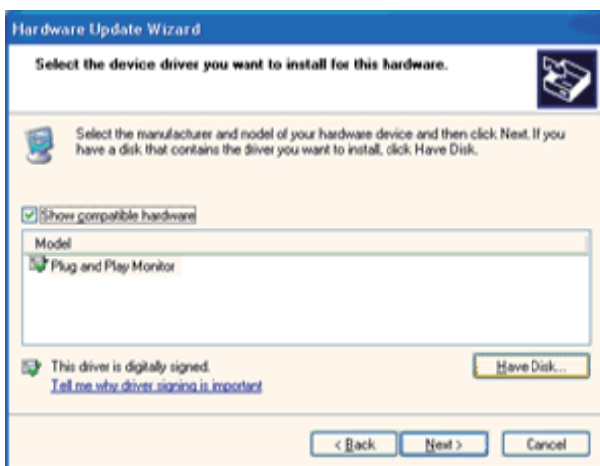 Hardware Update Wizard
Select the device driver you want to install for this hardware.
Select the manufacturer and model of your hardware device and then click Next. If you
have a disk that contains the driver you want to install, click Have Disk.
Show compatible hardware
Model
Plug and Play Monitor
This driver is digitally signed.
Have Disk...
Tell me why driver signing is important
< Back
Next >
Cancel